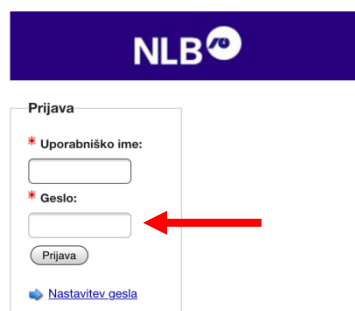 NLB
Prijava
* Uporabniško ime:
* Geslo:
Prijava
Nastavitev gesla